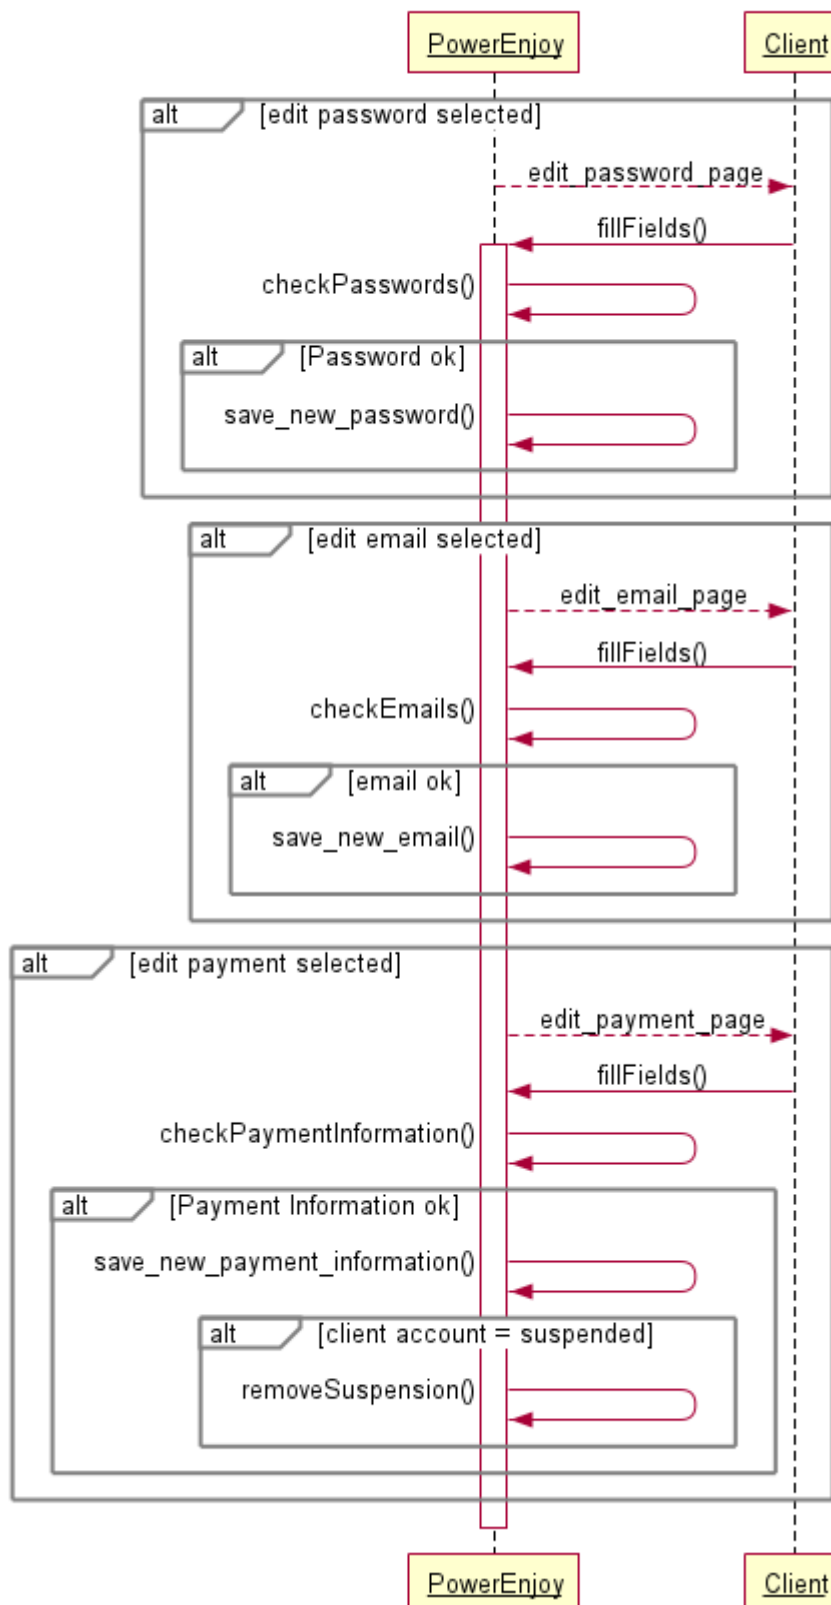 PowerEnjoy Client
alt [edit password selected]
edit_password_page
fillFields()
checkPasswords()
alt [Password ok]
save_new_password()
alt [edit email selected]
edit_email_page
fillFields()
checkEmails()
alt [email ok]
save_new_email()
alt [edit payment selected]
edit_payment_page
fillFields()
checkPaymentInformation()
alt [Payment Information ok]
save_new_payment_information()
alt [client account = suspended]
removeSuspension()
PowerEnjoy Client